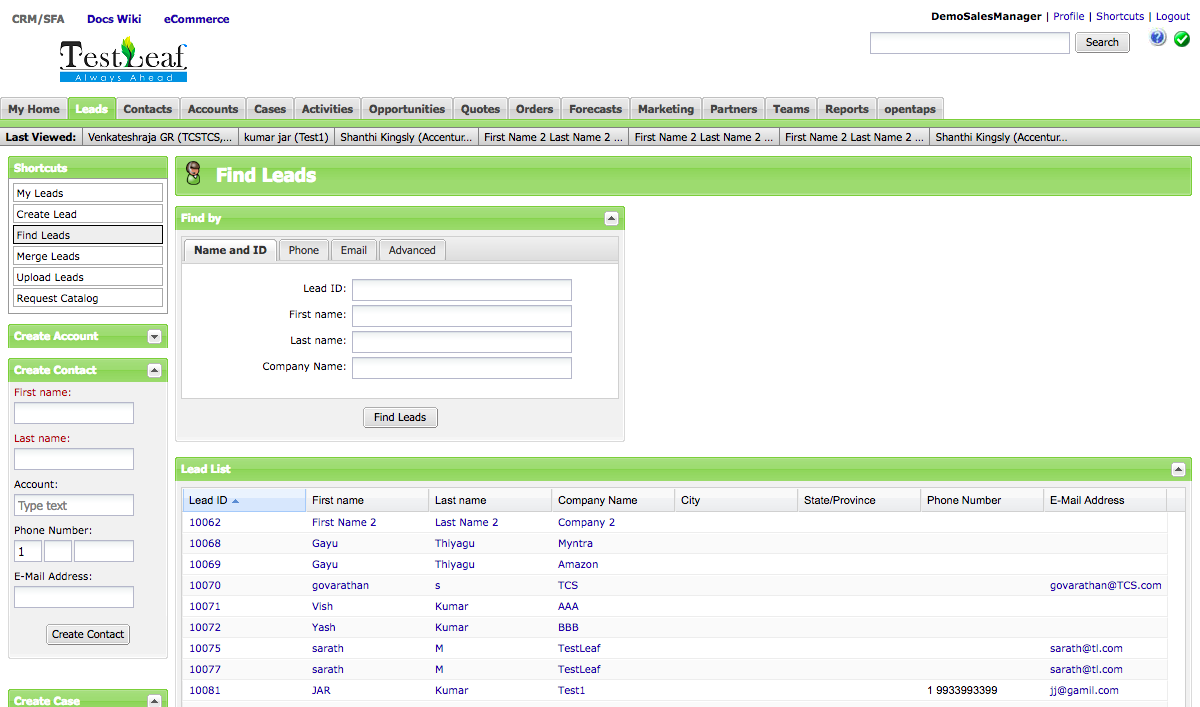 CRM/SFA Docs Wiki eCommerce
DemoSalesManager | Profile | Shortcuts | Logout
TestLeaf
Always Ahead
Search
My Home Leads Contacts Accounts Cases Activities Opportunities Quotes Orders Forecasts Marketing Partners Teams Reports opentaps
Last Viewed: Venkateshraja GR (TCSTCS,... kumar jar (Test1) Shanthi Kingsly (Accentur... First Name 2 Last Name 2 ... First Name 2 Last Name 2 ... First Name 2 Last Name 2 ... Shanthi Kingsly (Accentur...
Shortcuts
My Leads
Create Lead
Find Leads
Merge Leads
Upload Leads
Request Catalog
Create Account
Create Contact
First name:
Last name:
Account:
Type text
Phone Number:
1
E-Mail Address:
Create Contact
Create Case
Find Leads
Find by
Name and ID Phone Email Advanced
Lead ID:
First name:
Last name:
Company Name:
Find Leads
Lead List
Lead ID First name Last name Company Name City State/Province Phone Number E-Mail Address
10062 First Name 2 Last Name 2 Company 2
10068 Gayu Thiyagu Myntra
10069 Gayu Thiyagu Amazon
10070 govarathan s TCS govarathan@TCS.com
10071 Vish Kumar AAA
10072 Yash Kumar BBB
10075 sarath M TestLeaf sarath@tl.com
10077 sarath M TestLeaf sarath@tl.com
10081 JAR Kumar Test1 1 9933993399 jj@gamil.com